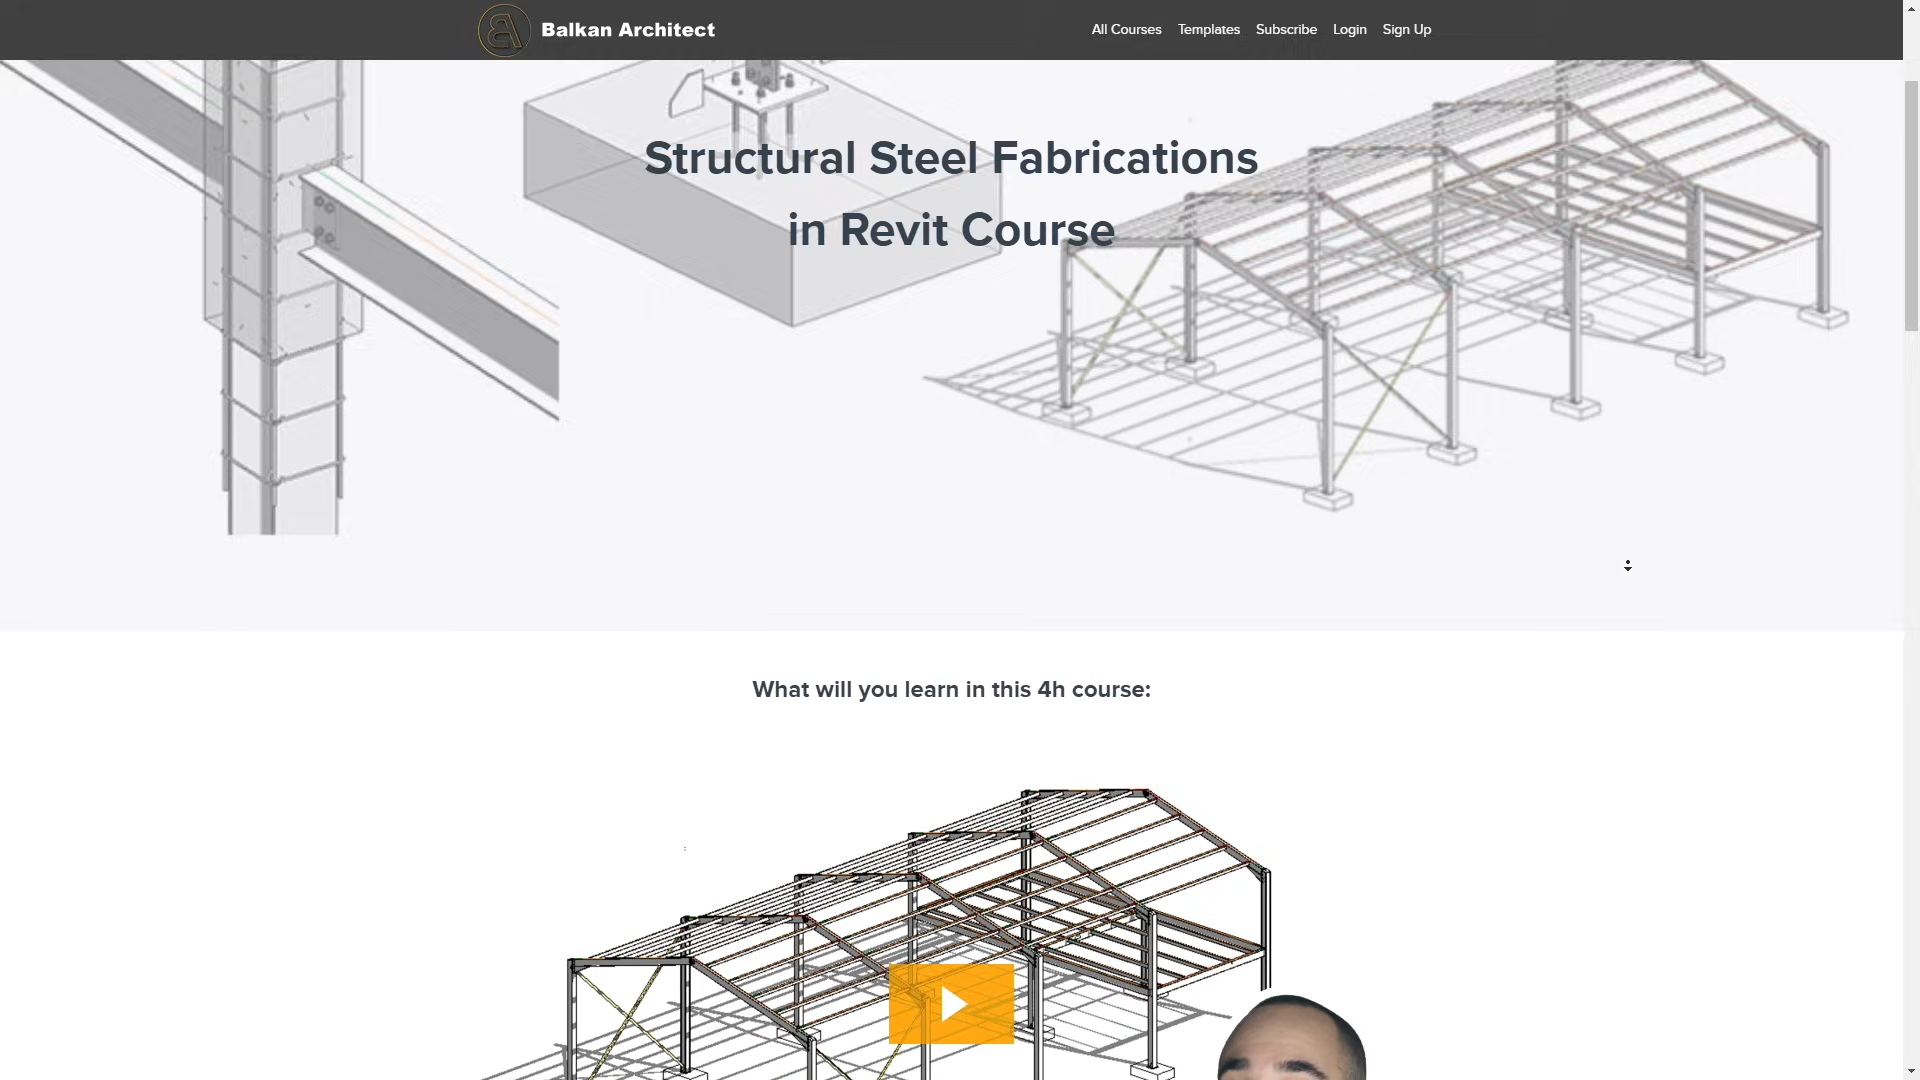 Balkan Architect
All Courses Templates Subscribe Login Sign Up
Structural Steel Fabrications
in Revit Course
What will you learn in this 4h course: